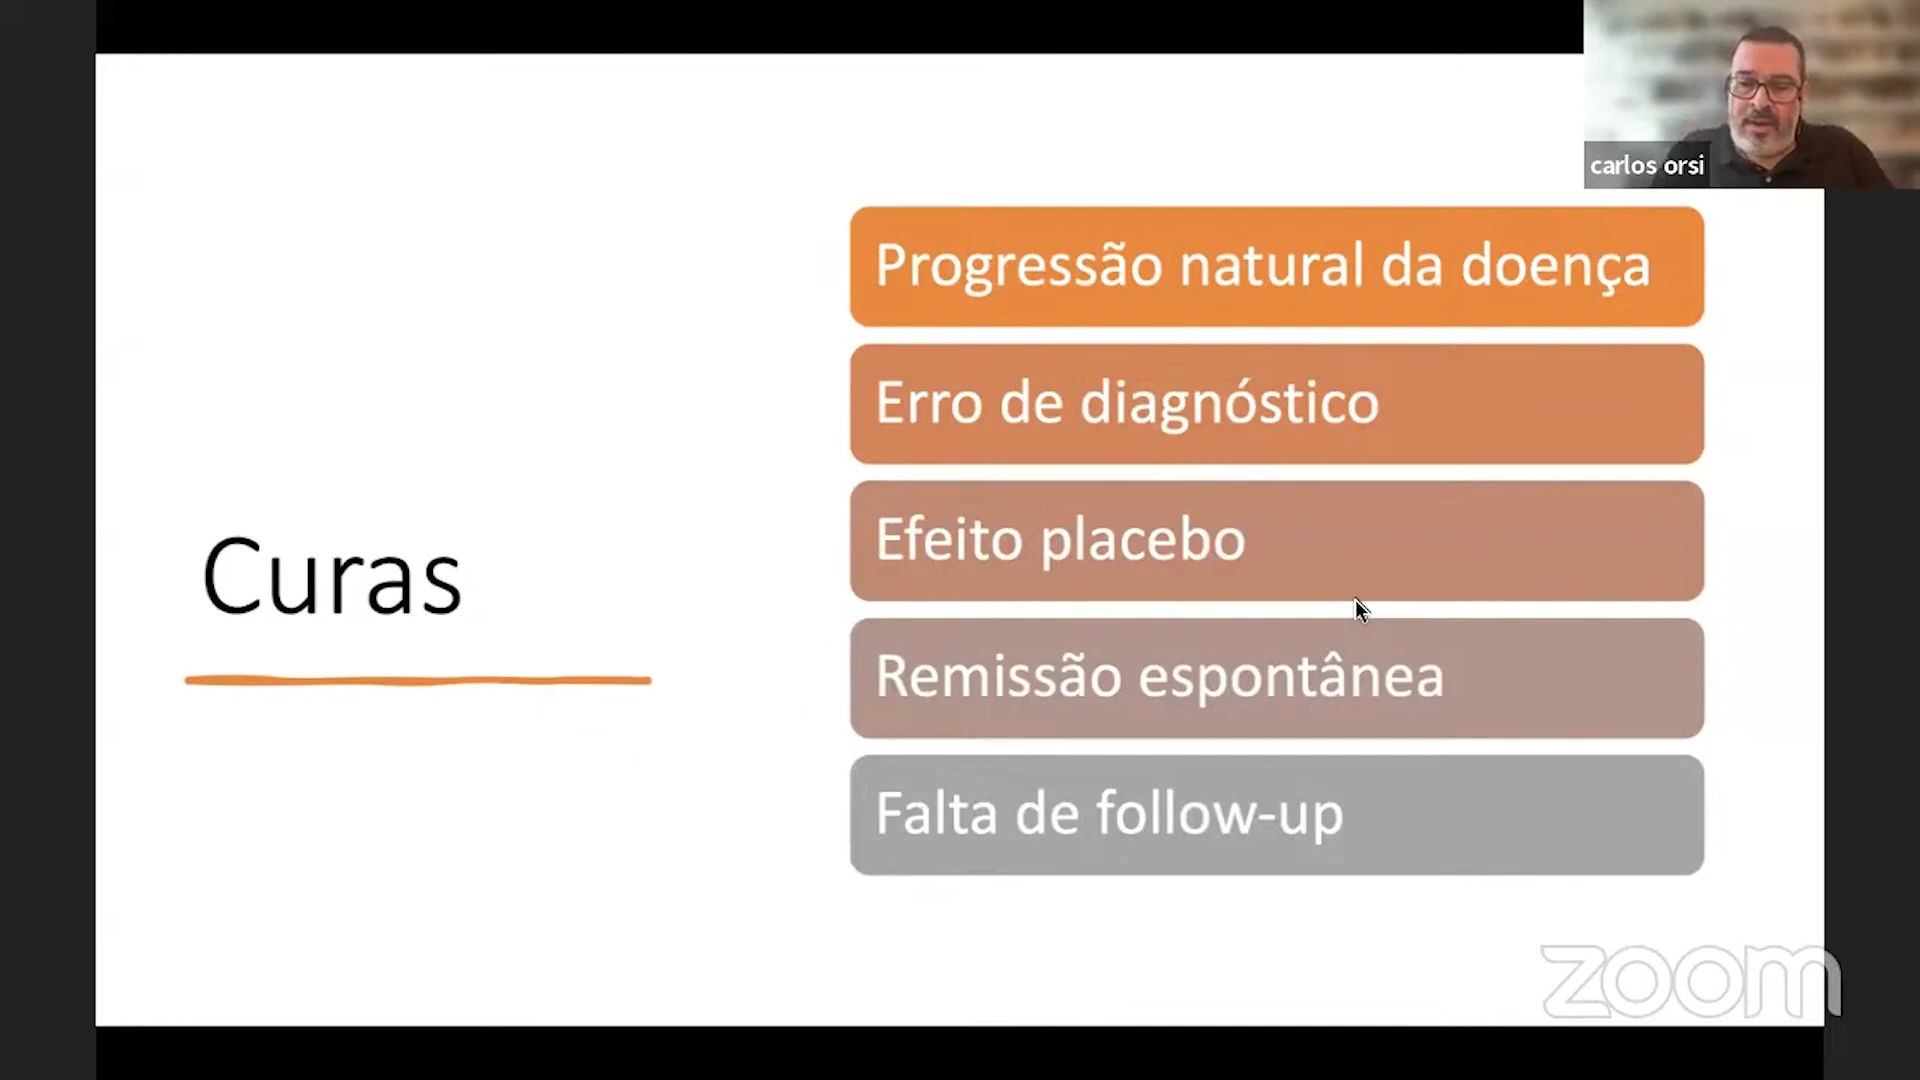 carlos orsi
Curas
Progressão natural da doença
Erro de diagnóstico
Efeito placebo
Remissão espontânea
Falta de follow-up
zoom